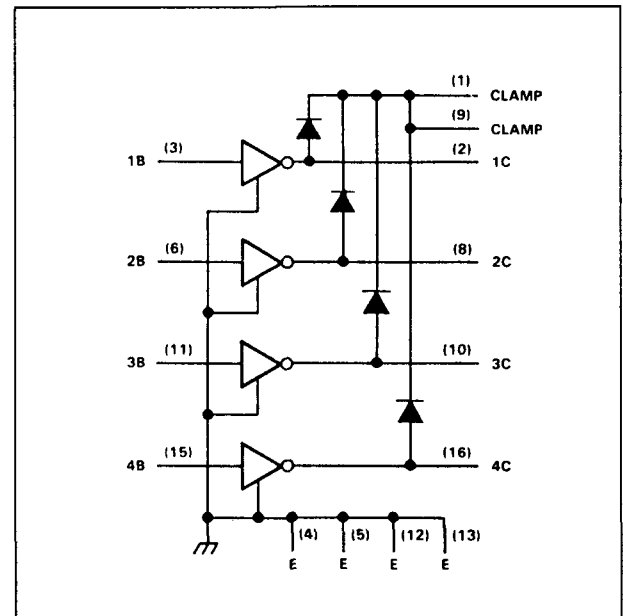 (1) CLAMP
(9) CLAMP
1B (3) (2) 1C
2B (6) (8) 2C
3B (11) (10) 3C
4B (15) (16) 4C
(4) (5) (12) (13)
E E E E